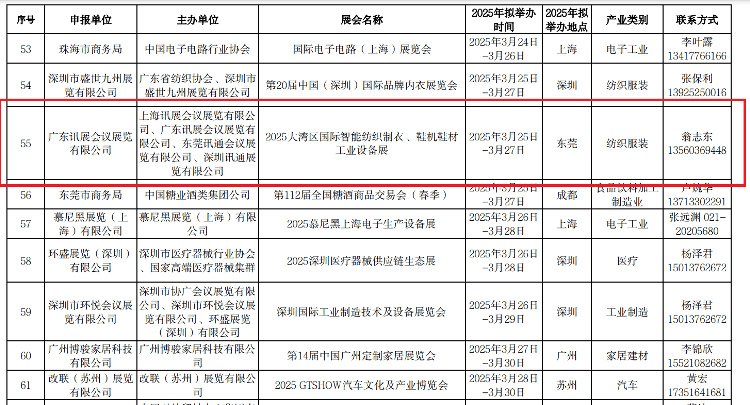 序号 申报单位 主办单位 展会名称 2025年拟举办时间 2025年拟举办地点 产业类别 联系方式
53 珠海市商务局 中国电子电路行业协会 国际电子电路（上海）展览会 2025年3月24日-3月26日 上海 电子工业 李叶露 13417766166
54 深圳市盛世九州展览有限公司 广东省纺织协会、深圳市盛世九州展览有限公司 第20届中国（深圳）国际品牌内衣展览会 2025年3月25日-3月27日 深圳 纺织服装 张保利 13925250016
55 广东讯展会议展览有限公司 上海讯展会议展览有限公司、广东讯展会议展览有限公司、东莞讯通会议展览有限公司、深圳讯通展览有限公司 2025大湾区国际智能纺织制衣、鞋机鞋材工业设备展 2025年3月25日-3月27日 东莞 纺织服装 翁志东 13560369448
56 东莞市商务局 中国糖业酒类集团公司 第112届全国糖酒商品交易会（春季） 2025年3月25日-3月27日 成都 食品饮料加工制造业 13713302291
57 慕尼黑展览（上海）有限公司 慕尼黑展览（上海）有限公司 2025慕尼黑上海电子生产设备展 2025年3月26日-3月28日 上海 电子工业 张远渊 021-20205680
58 环盛展览（深圳）有限公司 深圳市医疗器械行业协会、国家高端医疗器械集群 2025深圳医疗器械供应链生态展 2025年3月26日-3月28日 深圳 医疗 杨泽君 15013762672
59 深圳市环悦会议展览有限公司 深圳市协广会议展览有限公司、深圳市环悦会议展览有限公司、环盛展览（深圳）有限公司 深圳国际工业制造技术及设备展览会 2025年3月26日-3月29日 深圳 工业制造 杨泽君 15013762672
60 广州博骏家居科技有限公司 广州博骏家居科技有限公司 第14届中国广州定制家居展览会 2025年3月27日-3月30日 广州 家居建材 李锦欣 15521082682
61 改联（苏州）展览有限公司 改联（苏州）展览有限公司 2025 GTSHOW汽车文化及产业博览会 2025年3月28日-3月30日 苏州 汽车 黄宏 17351641681